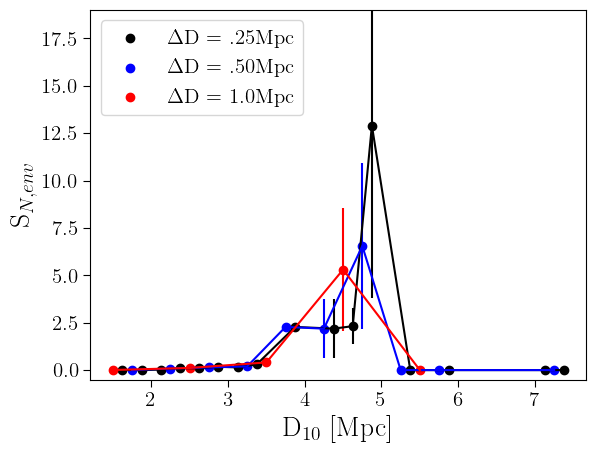 ΔD = .25Mpc
ΔD = .50Mpc
ΔD = 1.0Mpc
17.5
15.0
12.5
10.0
7.5
5.0
2.5
0.0
S_{N,env}
2 3 4 5 6 7
D_{10} [Mpc]